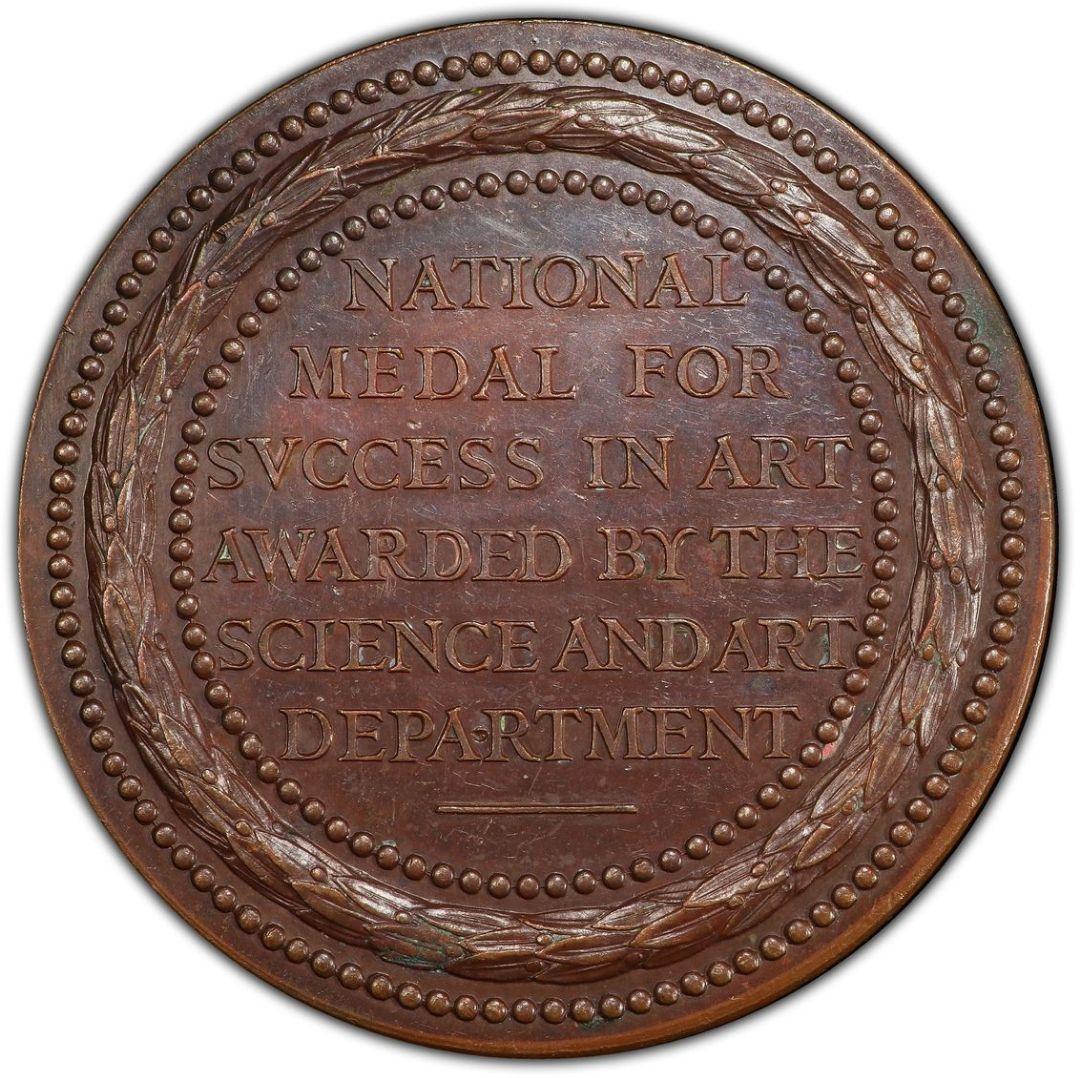 NATIONAL
MEDAL FOR
SVCCESS IN ART
AWARDED BY THE
SCIENCE AND ART
DEPARTMENT